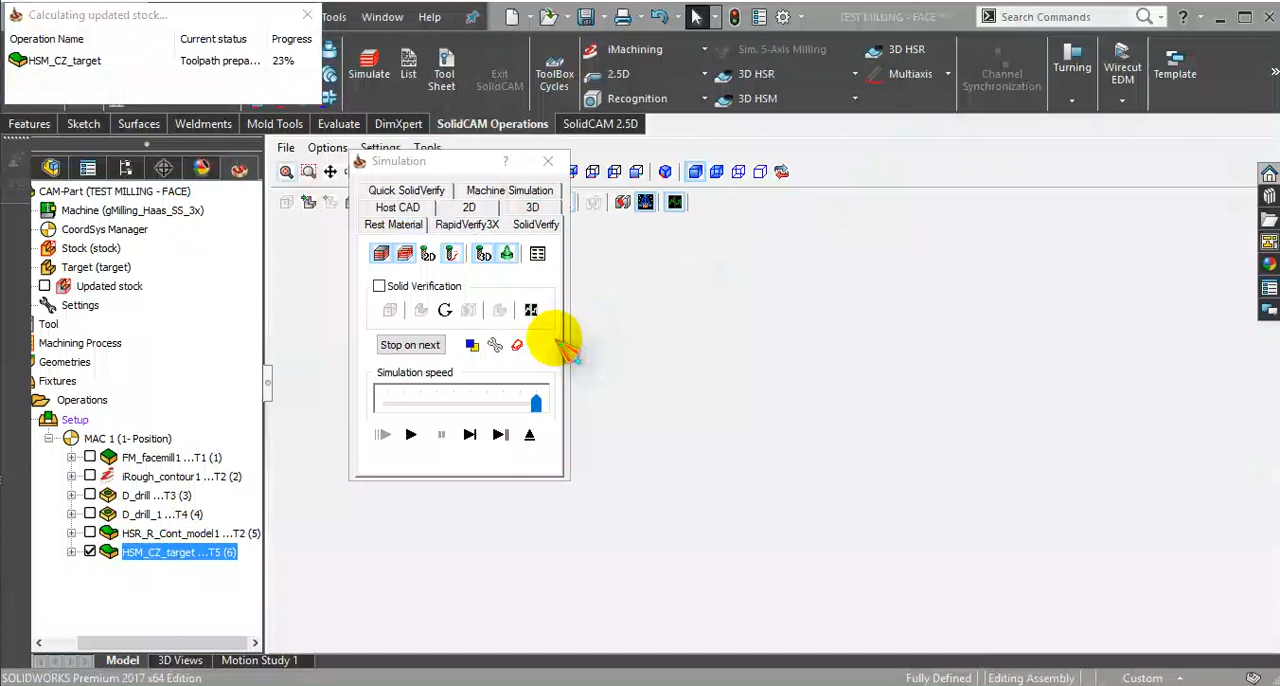 Calculating updated stock...
Operation Name Current status Progress
HSM_CZ_target Toolpath prepa... 23%
Tools Window Help
TEST MILLING - FACE
Search Commands
Simulate List Tool Sheet Exit SolidCAM ToolBox Cycles
iMachining Sim. 5-Axis Milling 3D HSR
2.5D 3D HSR Multiaxis
Recognition 3D HSM
Channel Synchronization Turning Wirecut EDM Template
Features Sketch Surfaces Weldments Mold Tools Evaluate DimXpert SolidCAM Operations SolidCAM 2.5D
File Options Settings Tools
Simulation
Quick SolidVerify Machine Simulation
Host CAD 2D 3D
Rest Material RapidVerify3X SolidVerify
2D 3D
Solid Verification
Stop on next
Simulation speed
CAM-Part (TEST MILLING - FACE)
Machine (gMilling_Haas_SS_3x)
CoordSys Manager
Stock (stock)
Target (target)
Updated stock
Settings
Tool
Machining Process
Geometries
Fixtures
Operations
Setup
MAC 1 (1- Position)
FM_facemill1 ...T1 (1)
iRough_contour1 ...T2 (2)
D_drill ...T3 (3)
D_drill_1 ...T4 (4)
HSR_R_Cont_model1 ...T2 (5)
HSM_CZ_target ...T5 (6)
Model 3D Views Motion Study 1
SOLIDWORKS Premium 2017 x64 Edition
Fully Defined Editing Assembly Custom